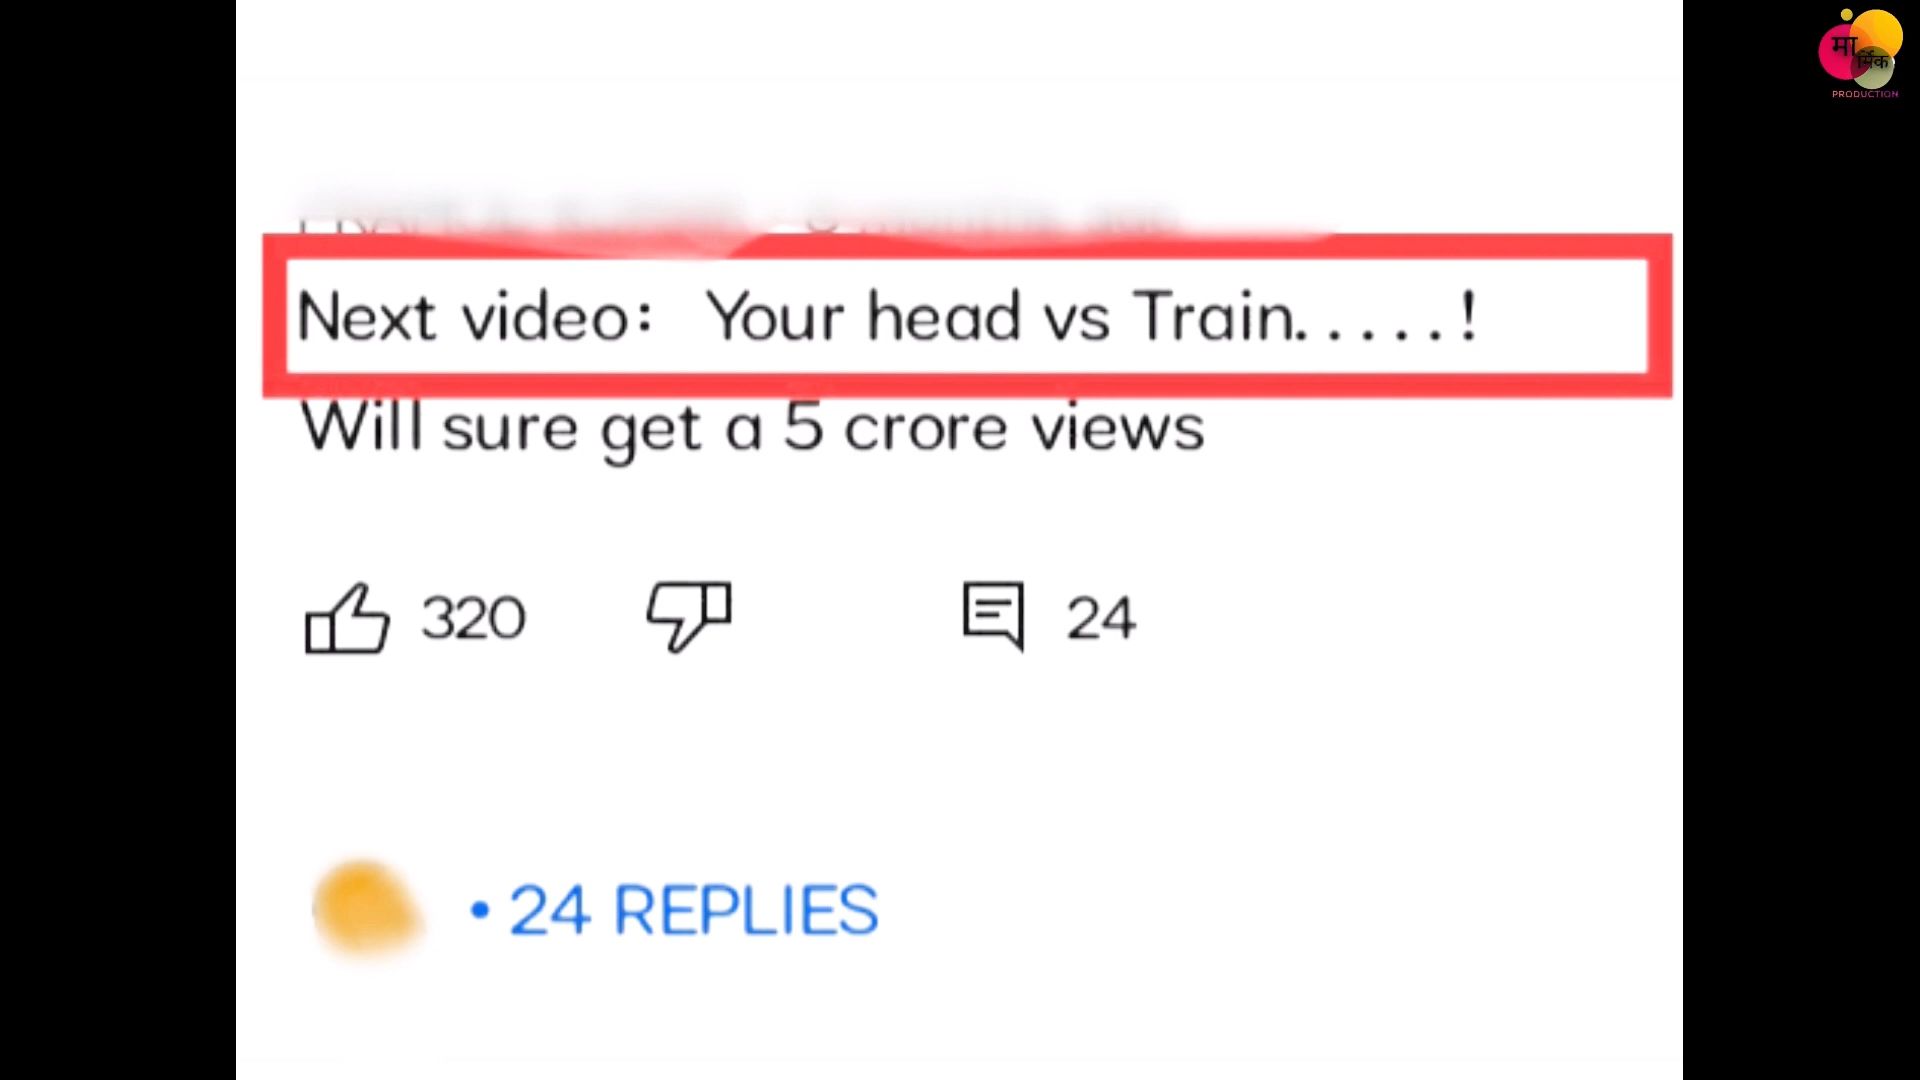 मा
र्मिक
PRODUCTION
Next video: Your head vs Train.....!
Will sure get a 5 crore views
320
24
• 24 REPLIES